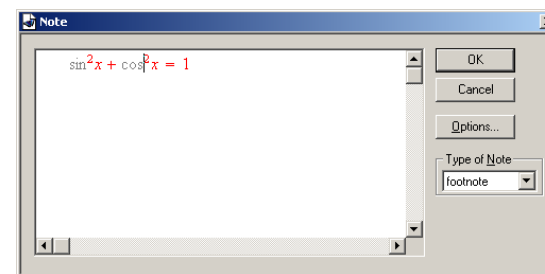 Note
sin²x + cos²x = 1
OK
Cancel
Options...
Type of Note
footnote